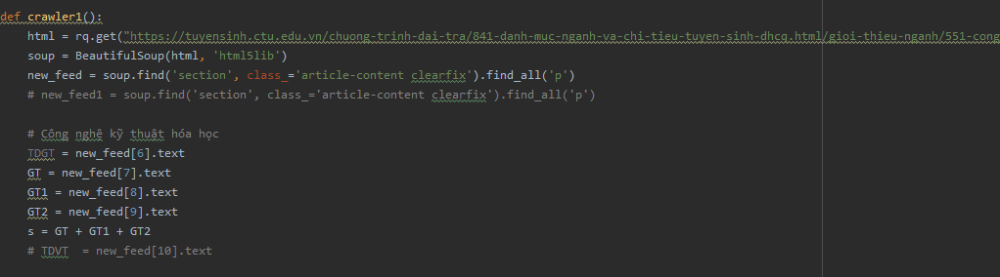 def crawler1():
html = rq.get("https://tuyensinh.ctu.edu.vn/chuong-trinh-dai-tra/841-danh-muc-nganh-va-chi-tieu-tuyen-sinh-dhcq.html/gioi-thieu-nganh/551-cong
soup = BeautifulSoup(html, 'html5lib')
new_feed = soup.find('section', class_='article-content clearfix').find_all('p')
# new_feed1 = soup.find('section', class_='article-content clearfix').find_all('p')
# Công nghê kỹ thuật hóa học
TDGT = new_feed[6].text
GT = new_feed[7].text
GT1 = new_feed[8].text
GT2 = new_feed[9].text
s = GT + GT1 + GT2
# TDVT  = new_feed[10].text